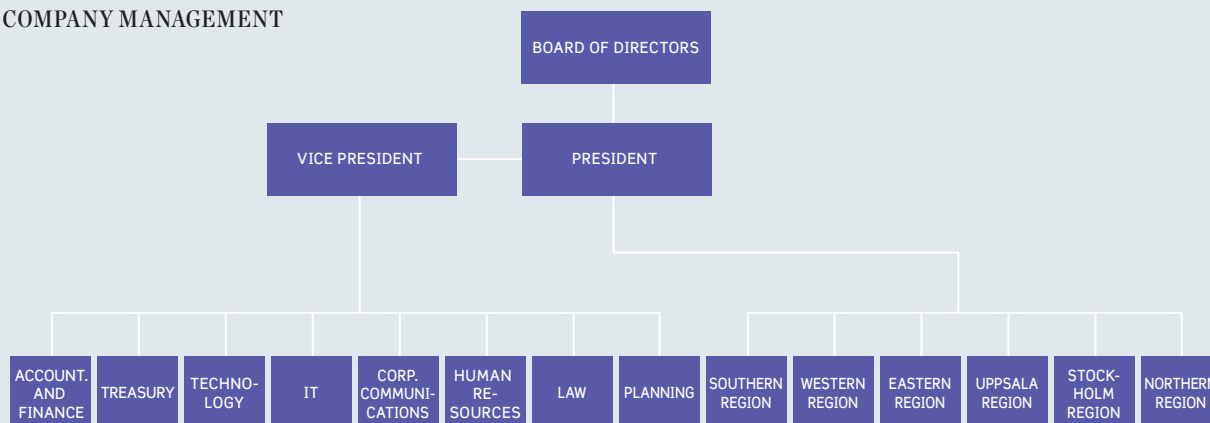 COMPANY MANAGEMENT
BOARD OF DIRECTORS
VICE PRESIDENT
PRESIDENT
ACCOUNT.
AND
FINANCE
TREASURY
TECHNO-
LOGY
IT
CORP.
COMMUNI-
CATIONS
HUMAN
RE-
SOURCES
LAW
PLANNING
SOUTHERN
REGION
WESTERN
REGION
EASTERN
REGION
UPPSALA
REGION
STOCK-
HOLM
REGION
NORTHERN
REGION